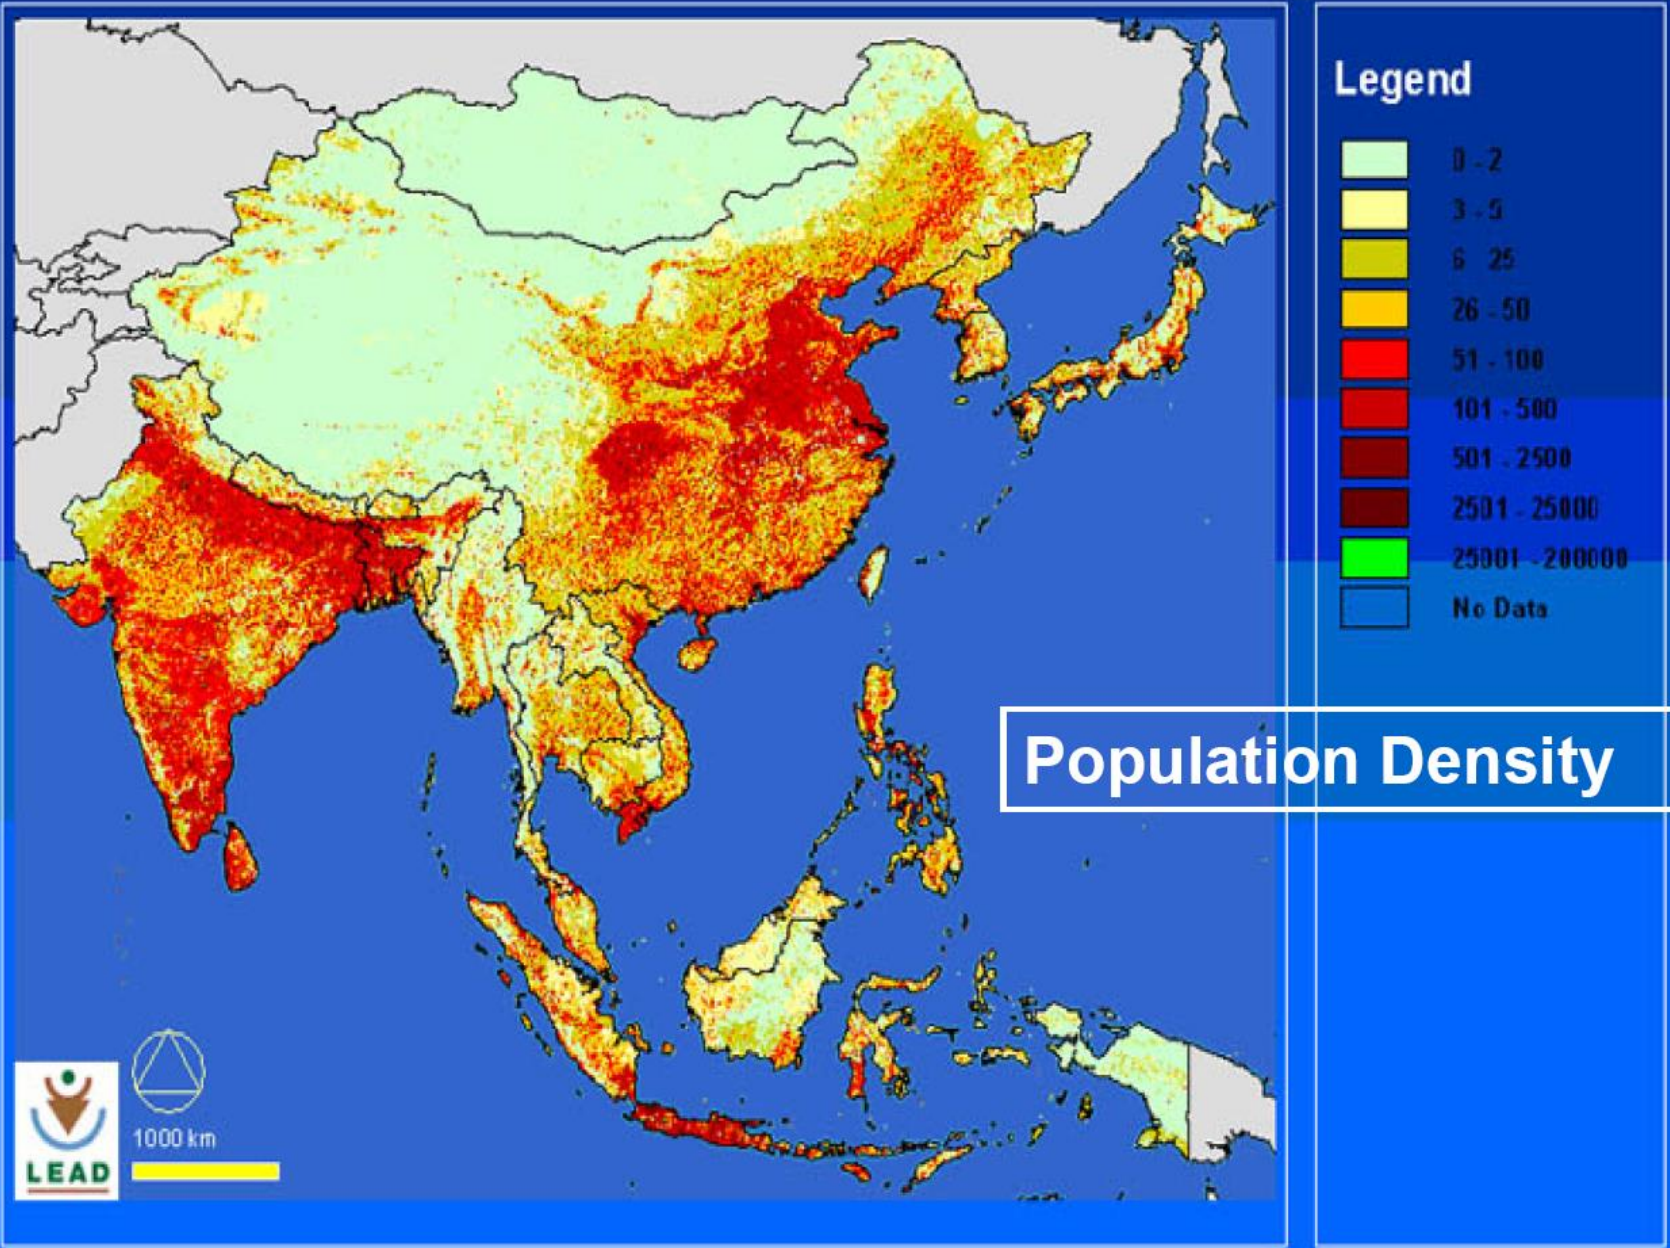 Legend
0 - 2
3 - 5
6 25
26 - 50
51 - 100
101 - 500
501 - 2500
2501 - 25000
25001 - 200000
No Data
Population Density
1000 km
LEAD